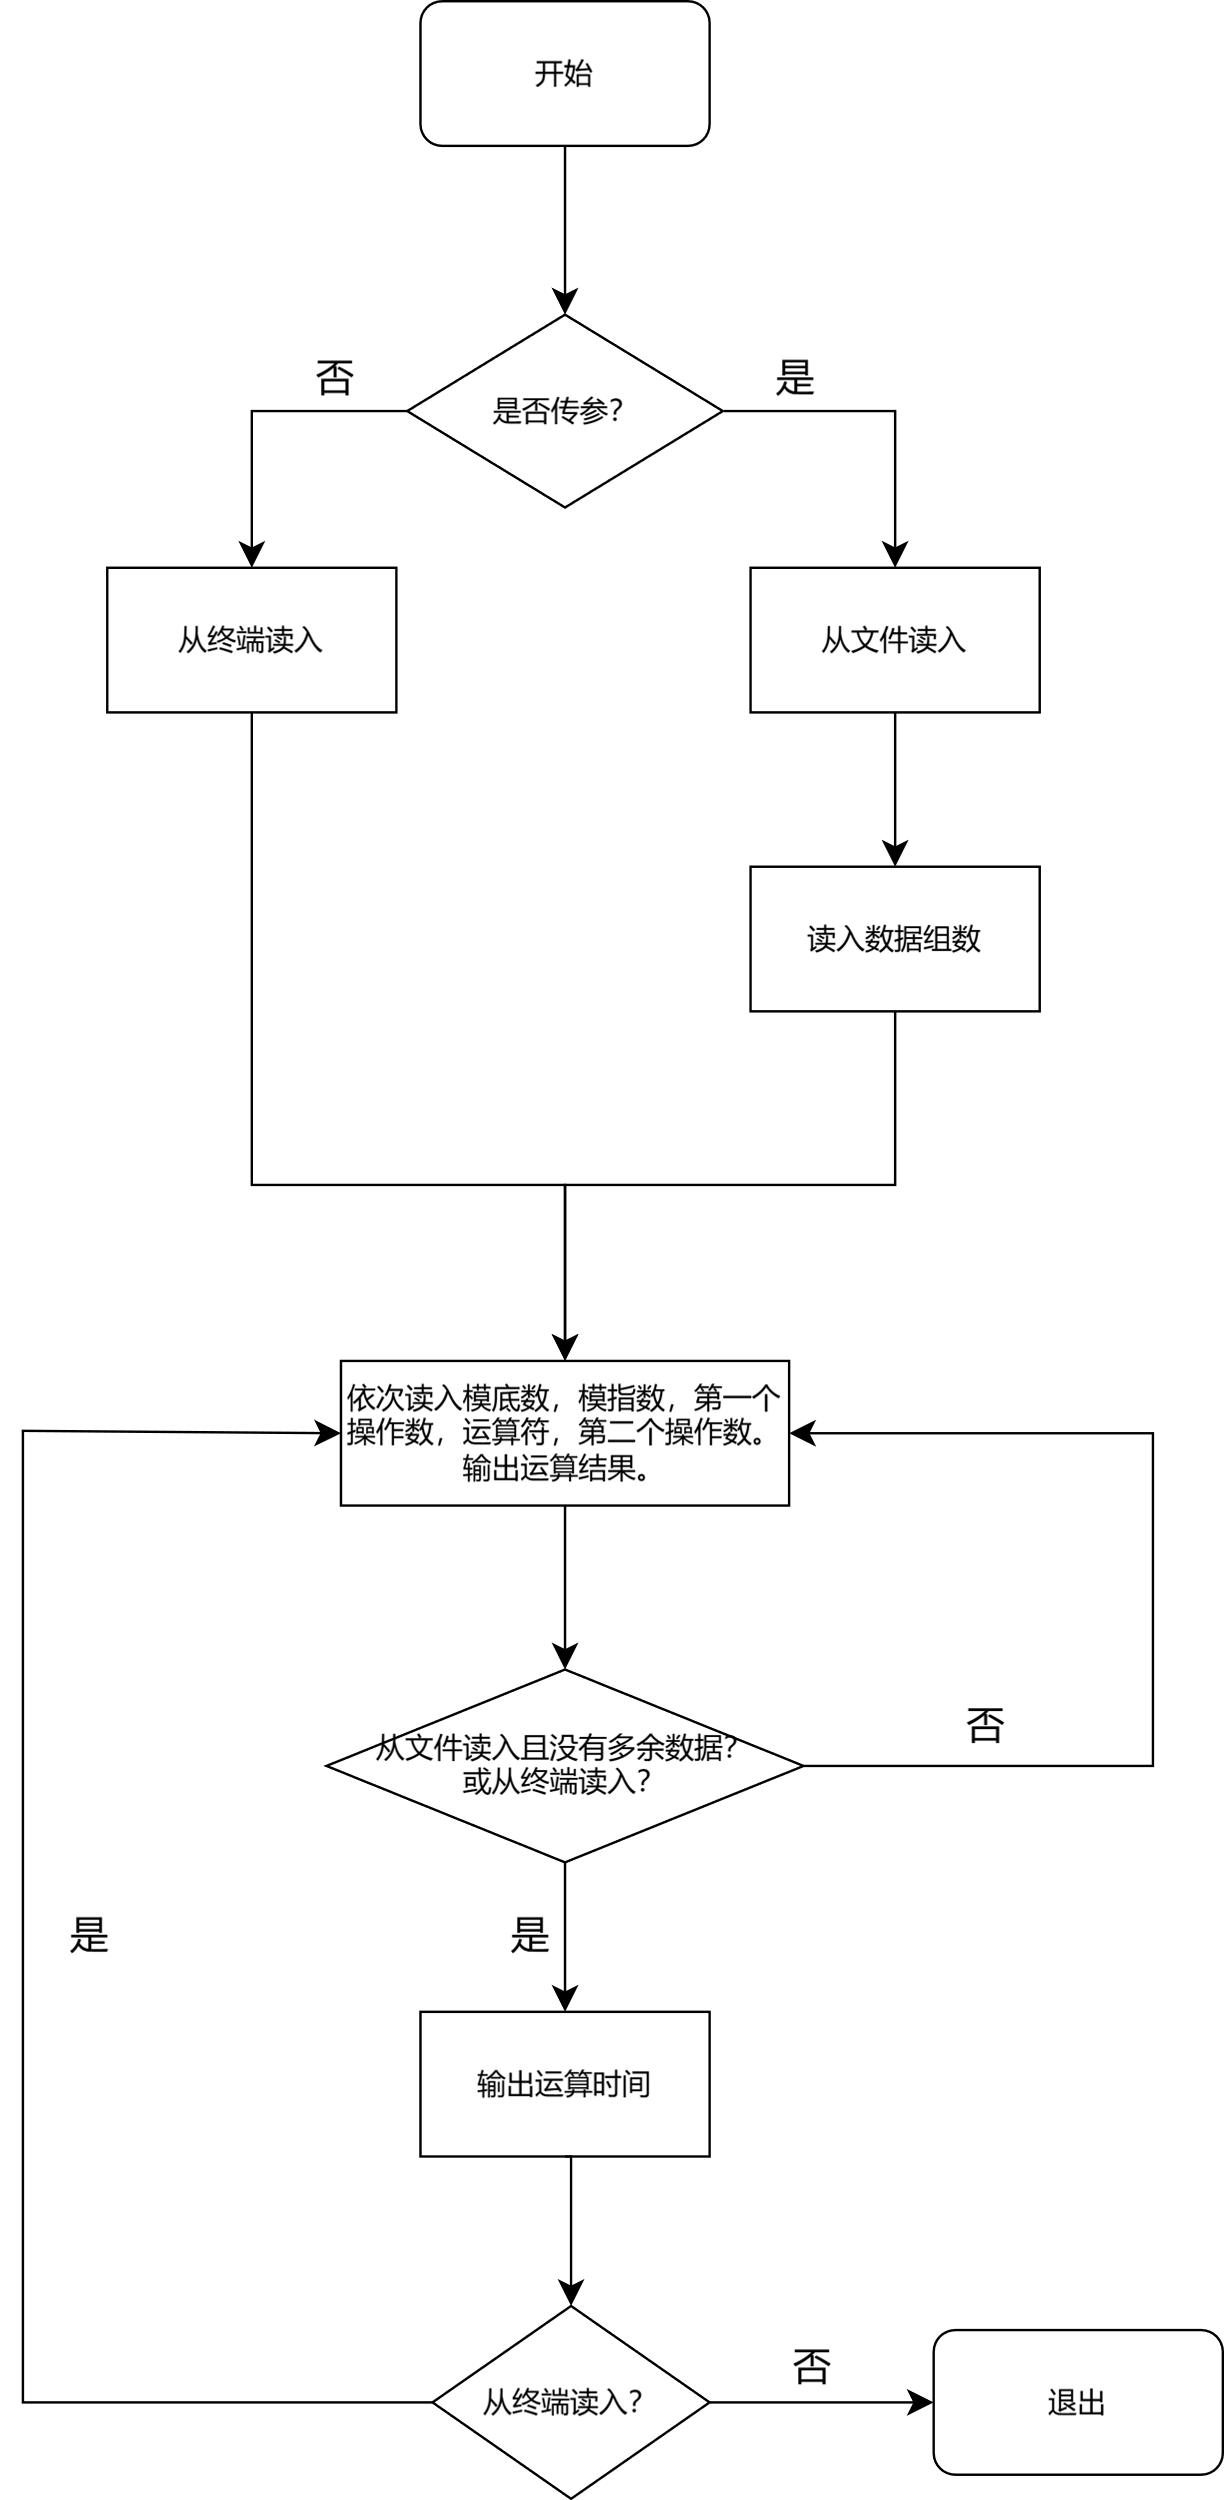 开始
否
是
是否传参？
从终端读入
从文件读入
读入数据组数
依次读入模底数，模指数，第一个
操作数，运算符，第二个操作数。
输出运算结果。
否
从文件读入且没有多余数据？
或从终端读入？
是
是
输出运算时间
否
从终端读入？
退出